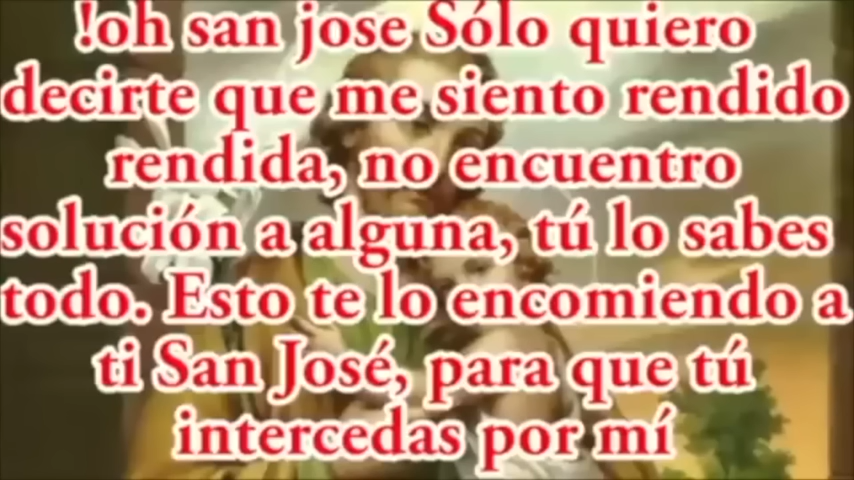 !oh san jose Sólo quiero
decirte que me siento rendido
rendida, no encuentro
solución a alguna, tú lo sabes
todo. Esto te lo encomiendo a
ti San José, para que tú
intercedas por mí